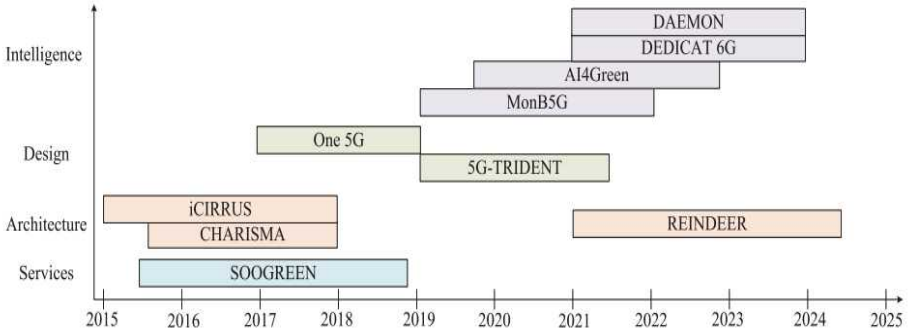 DAEMON
Intelligence
DEDICAT 6G
AI4Green
MonB5G
One 5G
Design
5G-TRIDENT
iCIRRUS
Architecture
REINDEER
CHARISMA
Services
SOOGREEN
2015 2016 2017 2018 2019 2020 2021 2022 2023 2024 2025